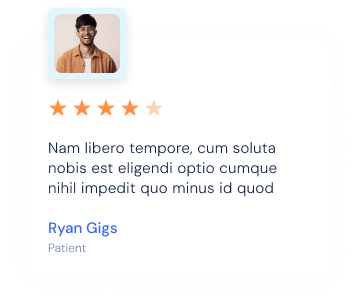 Nam libero tempore, cum soluta
nobis est eligendi optio cumque
nihil impedit quo minus id quod
Ryan Gigs
Patient